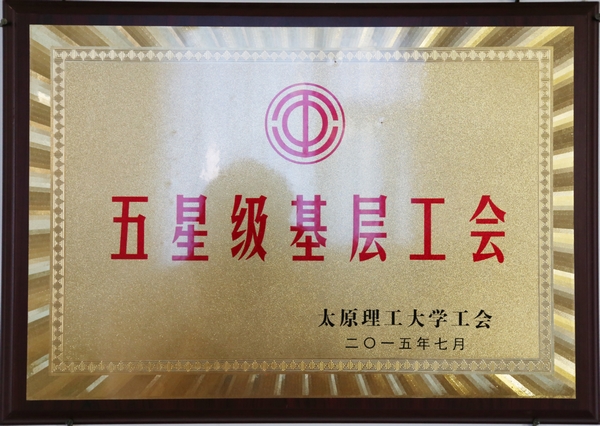 五星级基层工会
太原理工大学工会
二〇一五年七月